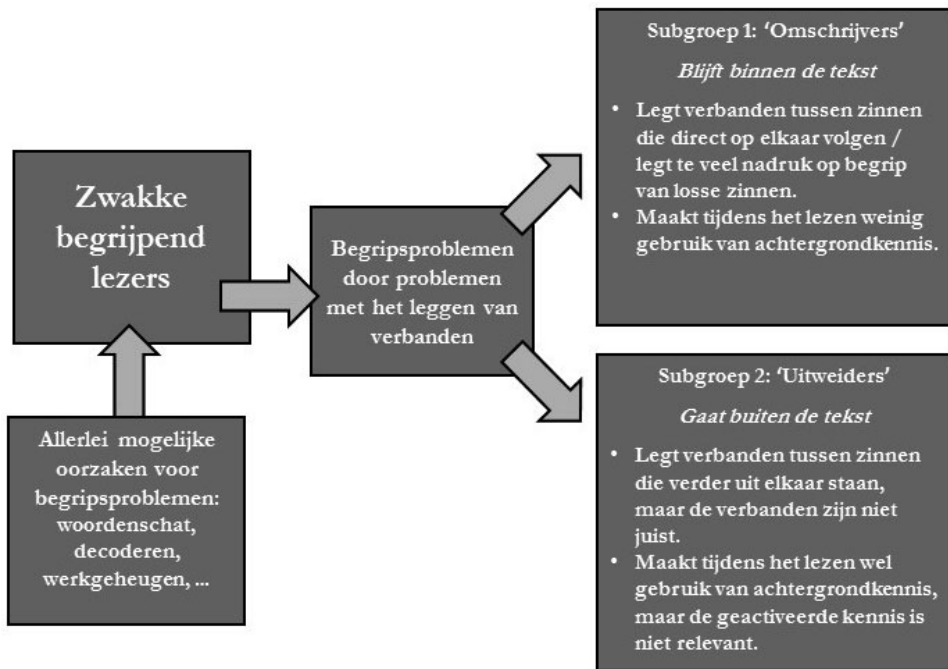 Zwakke
begrijpend
lezers
Allerlei mogelijke
oorzaken voor
begripsproblemen:
woordenschat,
decoderen,
werkgeheugen, ...
Begripsproblemen
door problemen
met het leggen van
verbanden
Subgroep 1: ‘Omschrijvers’
Blijft binnen de tekst
• Legt verbanden tussen zinnen
die direct op elkaar volgen /
legt te veel nadruk op begrip
van losse zinnen.
• Maakt tijdens het lezen weinig
gebruik van achtergrondkennis.
Subgroep 2: ‘Uitweiders’
Gaat buiten de tekst
• Legt verbanden tussen zinnen
die verder uit elkaar staan,
maar de verbanden zijn niet
juist.
• Maakt tijdens het lezen wel
gebruik van achtergrondkennis,
maar de geactiveerde kennis is
niet relevant.